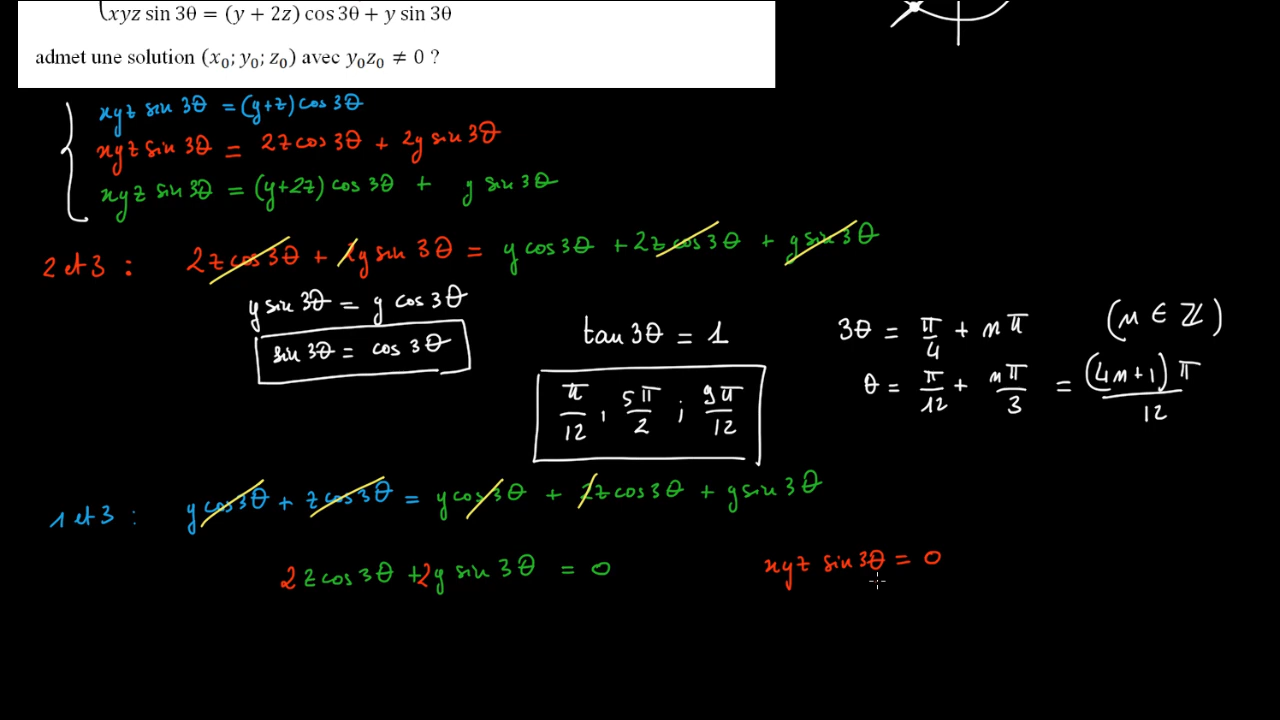 xyz sin 3θ = (y + 2z) cos 3θ + y sin 3θ
admet une solution (x₀; y₀; z₀) avec y₀z₀ ≠ 0 ?
xyz sin 3θ = (y+z) cos 3θ
xyz sin 3θ = 2z cos 3θ + 2y sin 3θ
xyz sin 3θ = (y+2z) cos 3θ + y sin 3θ
2 et 3 : 2z cos 3θ + 2y sin 3θ = y cos 3θ + 2z cos 3θ + y sin 3θ
y sin 3θ = y cos 3θ
sin 3θ = cos 3θ
tan 3θ = 1
3θ = π/4 + nπ (n ∈ ℤ)
θ = π/12 + nπ/3 = (4n+1)π/12
π/12 , 5π/2 ; 9π/12
1 et 3 : y cos 3θ + z cos 3θ = y cos 3θ + 2z cos 3θ + y sin 3θ
2z cos 3θ + 2y sin 3θ = 0
xyz sin 3θ = 0